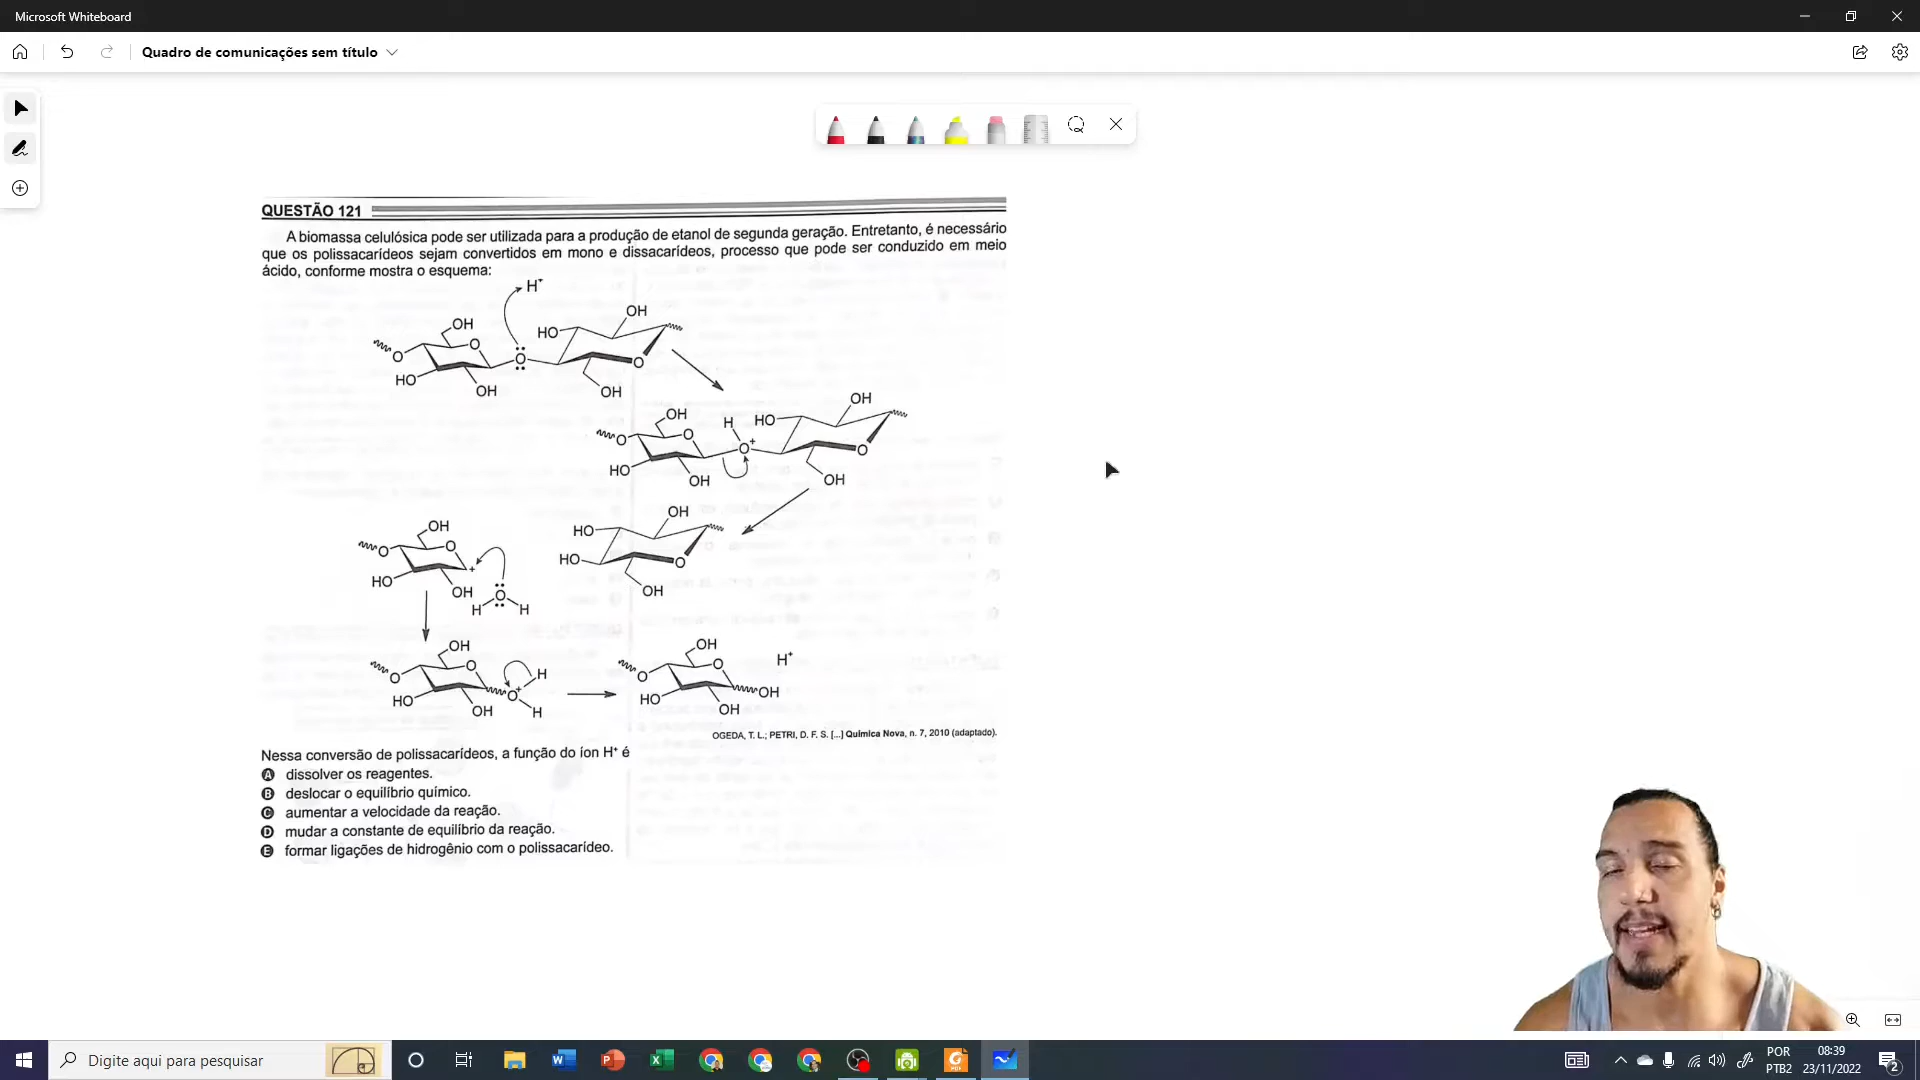 Microsoft Whiteboard
Quadro de comunicações sem título
QUESTÃO 121
A biomassa celulósica pode ser utilizada para a produção de etanol de segunda geração. Entretanto, é necessário
que os polissacarídeos sejam convertidos em mono e dissacarídeos, processo que pode ser conduzido em meio
ácido, conforme mostra o esquema:
H+
OH
HO
OH
O
O
O
O
HO
OH
OH
OH
OH
H
HO
O
O
O+
O
HO
OH
OH
OH
OH
HO
O
O
HO
O
HO
+
OH
OH
H
O
H
OH
OH
H+
O
O
H
O
O
HO
O+
HO
OH
OH
H
OH
OGEDA, T. L.; PETRI, D. F. S. [...] Química Nova, n. 7, 2010 (adaptado).
Nessa conversão de polissacarídeos, a função do íon H+ é
A dissolver os reagentes.
B deslocar o equilíbrio químico.
C aumentar a velocidade da reação.
D mudar a constante de equilíbrio da reação.
E formar ligações de hidrogênio com o polissacarídeo.
Digite aqui para pesquisar
POR
PTB2
08:39
23/11/2022
2